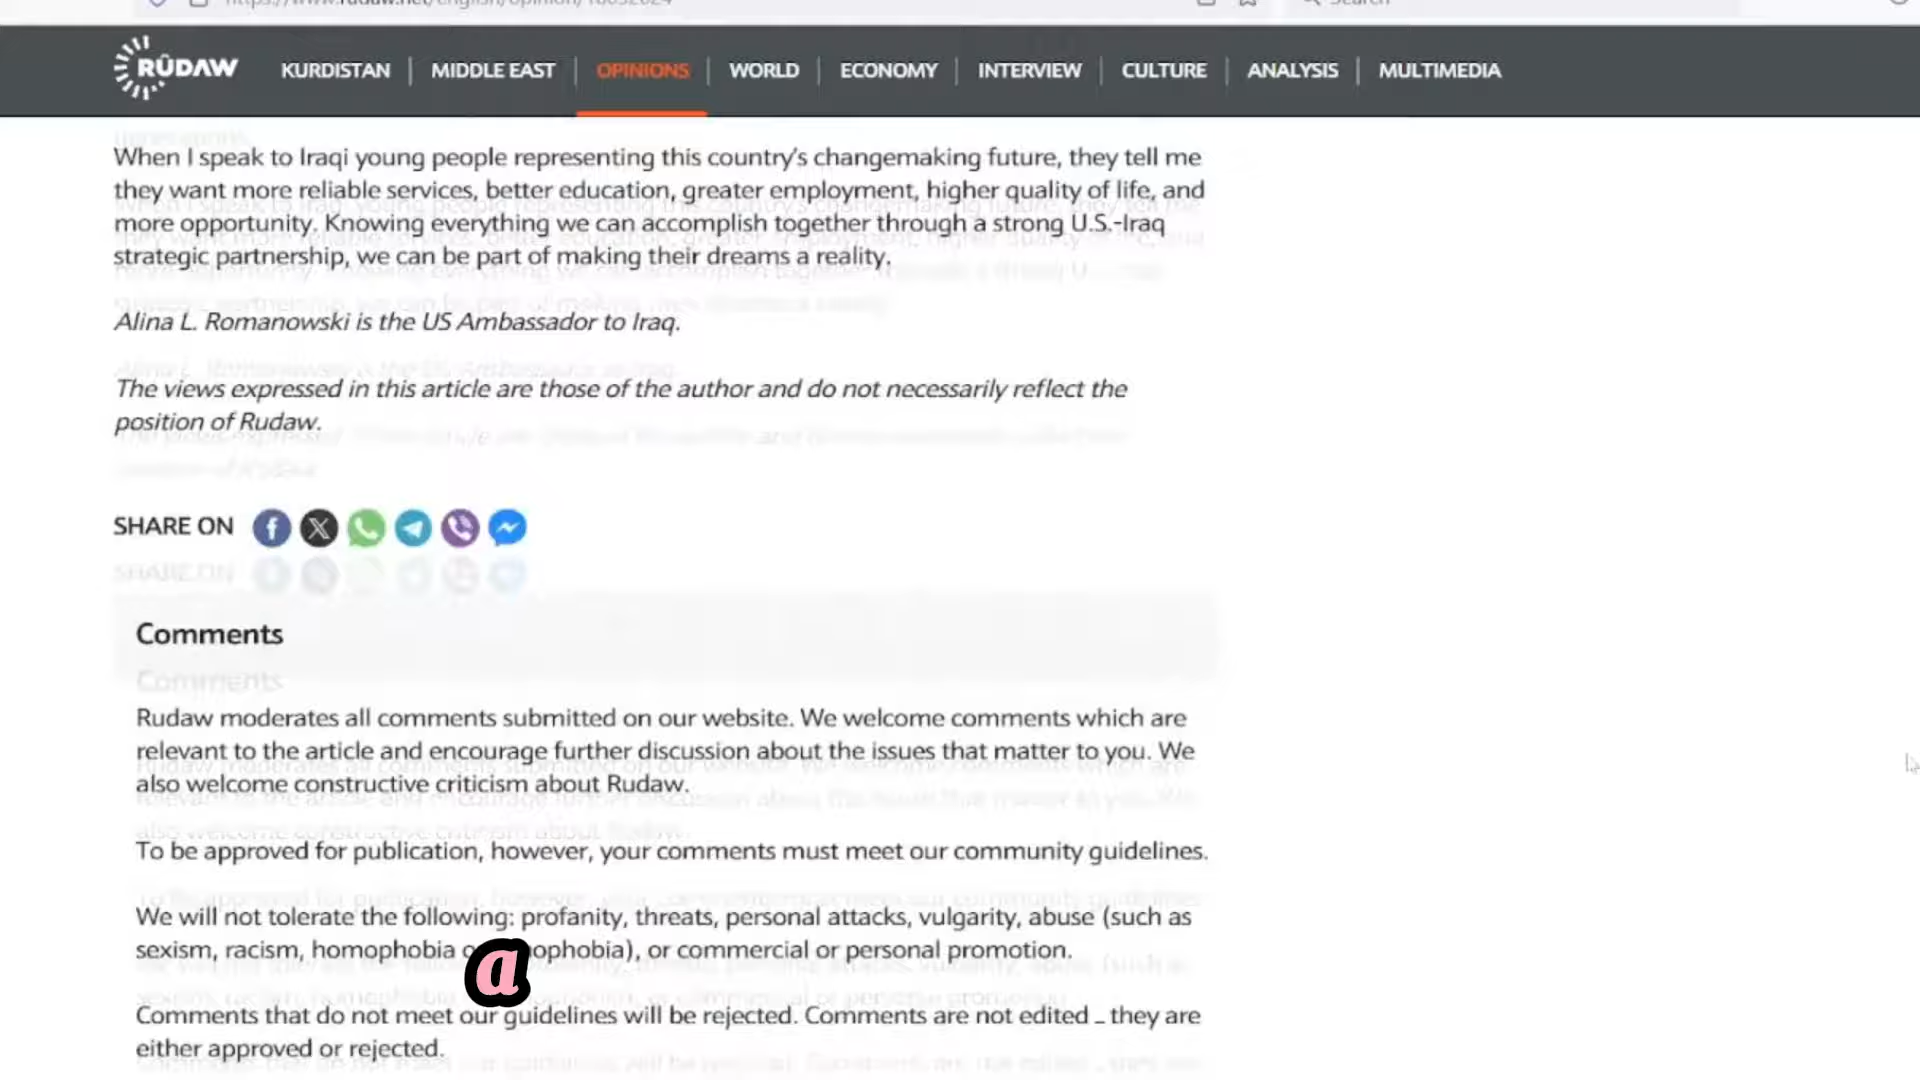 RÛDAW
KURDISTAN
MIDDLE EAST
OPINIONS
WORLD
ECONOMY
INTERVIEW
CULTURE
ANALYSIS
MULTIMEDIA
When I speak to Iraqi young people representing this country's changemaking future, they tell me
they want more reliable services, better education, greater employment, higher quality of life, and
more opportunity. Knowing everything we can accomplish together through a strong U.S.-Iraq
strategic partnership, we can be part of making their dreams a reality.
Alina L. Romanowski is the US Ambassador to Iraq.
The views expressed in this article are those of the author and do not necessarily reflect the
position of Rudaw.
SHARE ON
Comments
Rudaw moderates all comments submitted on our website. We welcome comments which are
relevant to the article and encourage further discussion about the issues that matter to you. We
also welcome constructive criticism about Rudaw.
To be approved for publication, however, your comments must meet our community guidelines.
We will not tolerate the following: profanity, threats, personal attacks, vulgarity, abuse (such as
sexism, racism, homophobia or), or commercial or personal promotion.
a
Comments that do not meet our guidelines will be rejected. Comments are not edited – they are
either approved or rejected.